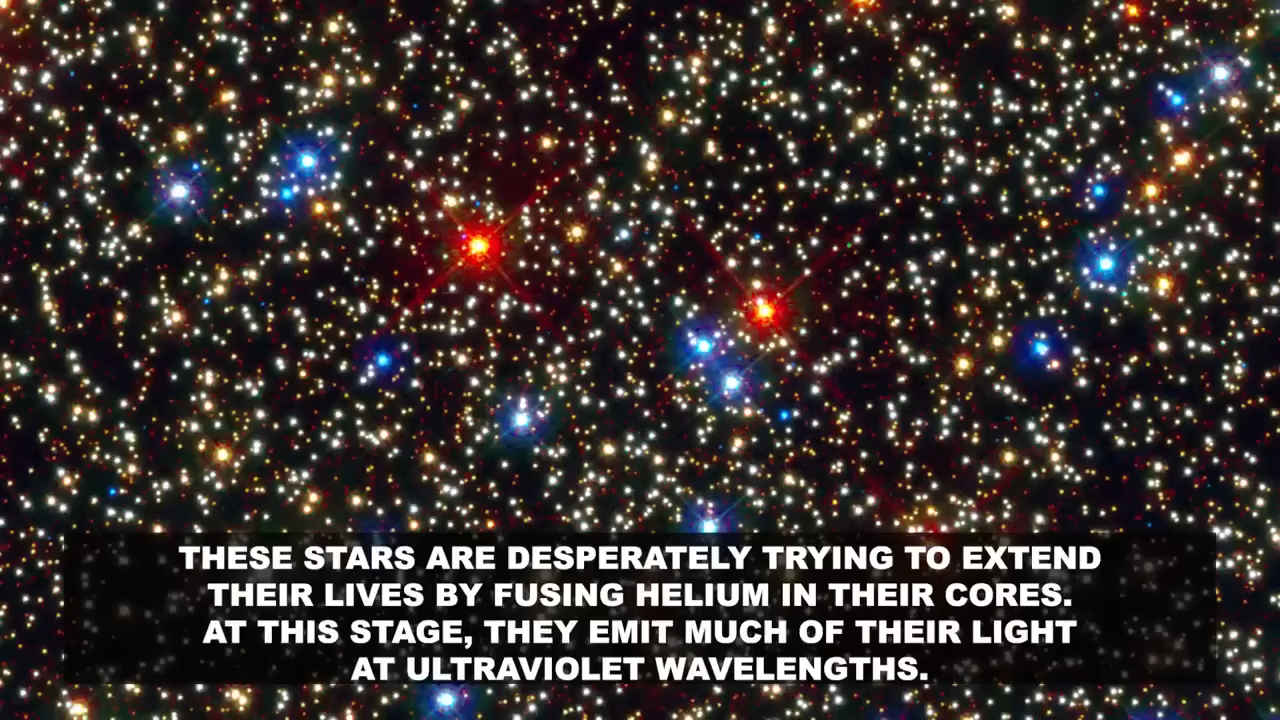 THESE STARS ARE DESPERATELY TRYING TO EXTEND
THEIR LIVES BY FUSING HELIUM IN THEIR CORES.
AT THIS STAGE, THEY EMIT MUCH OF THEIR LIGHT
AT ULTRAVIOLET WAVELENGTHS.